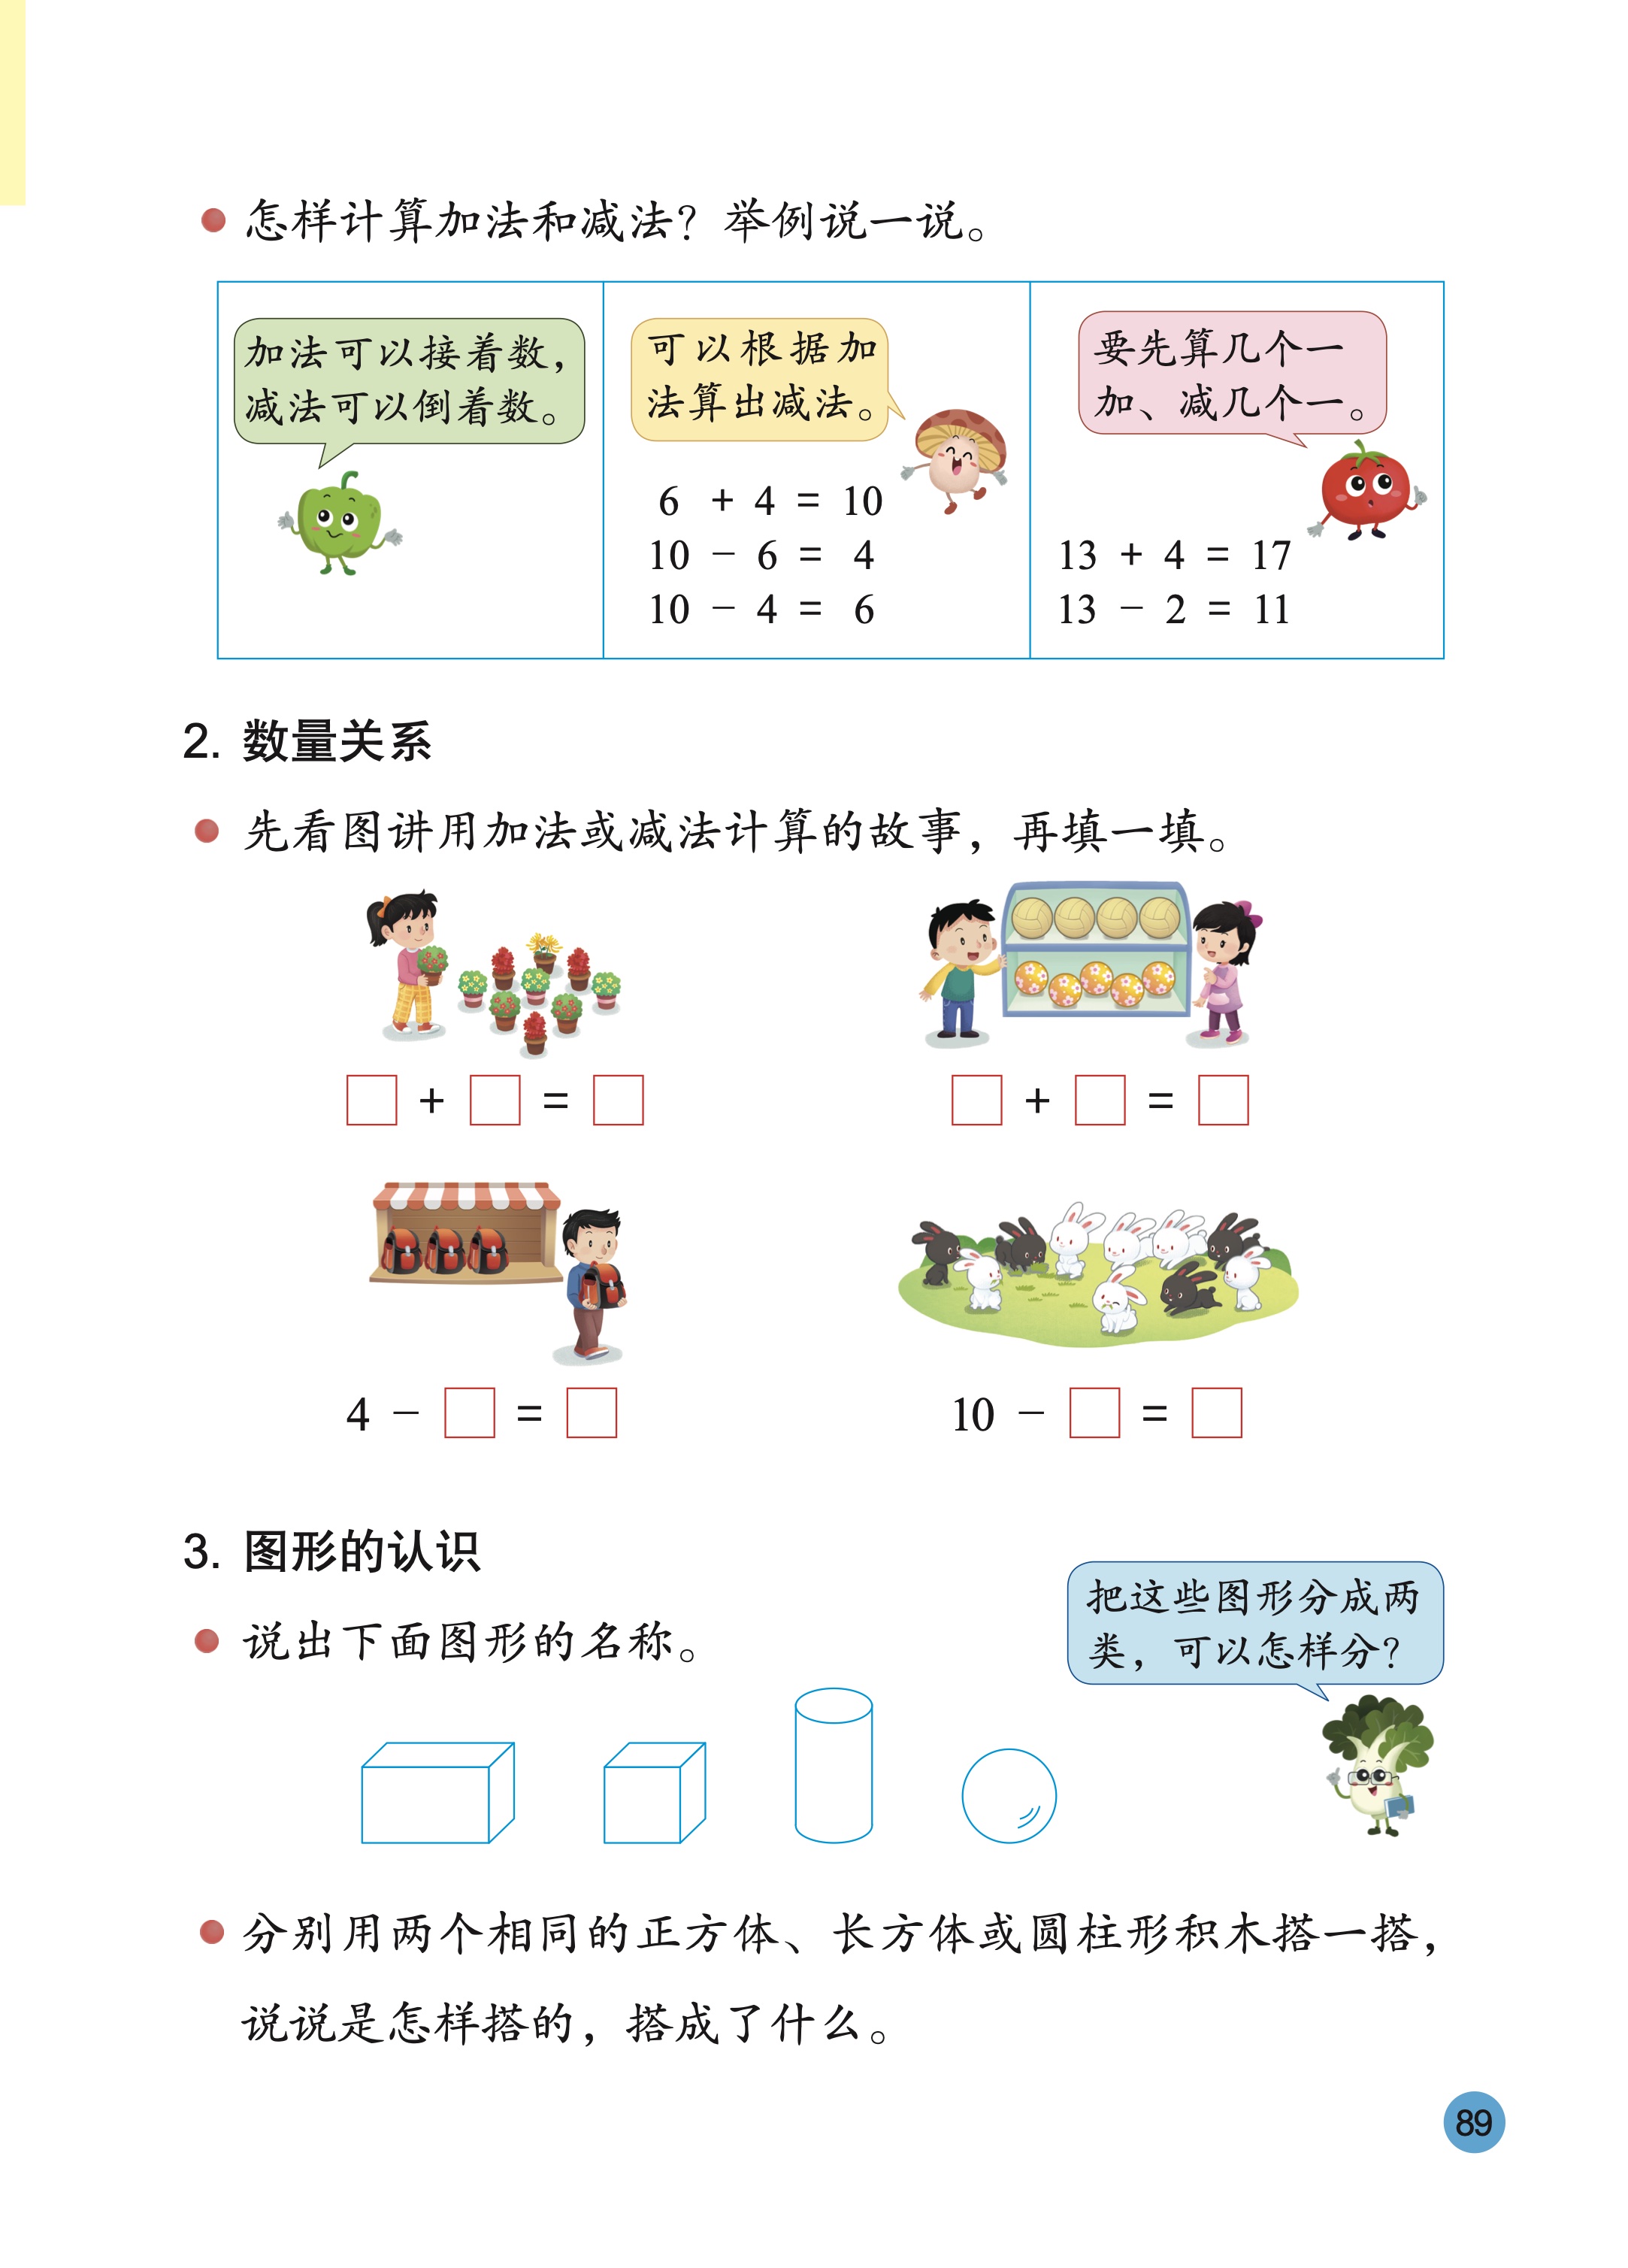 怎样计算加法和减法？举例说一说。
加法可以接着数，
减法可以倒着数。
可以根据加
法算出减法。
6 + 4 = 10
10 − 6 = 4
10 − 4 = 6
要先算几个一
加、减几个一。
13 + 4 = 17
13 − 2 = 11
2. 数量关系
先看图讲用加法或减法计算的故事，再填一填。
□ + □ = □
□ + □ = □
4 − □ = □
10 − □ = □
3. 图形的认识
说出下面图形的名称。
把这些图形分成两
类，可以怎样分？
分别用两个相同的正方体、长方体或圆柱形积木搭一搭，
说说是怎样搭的，搭成了什么。
89